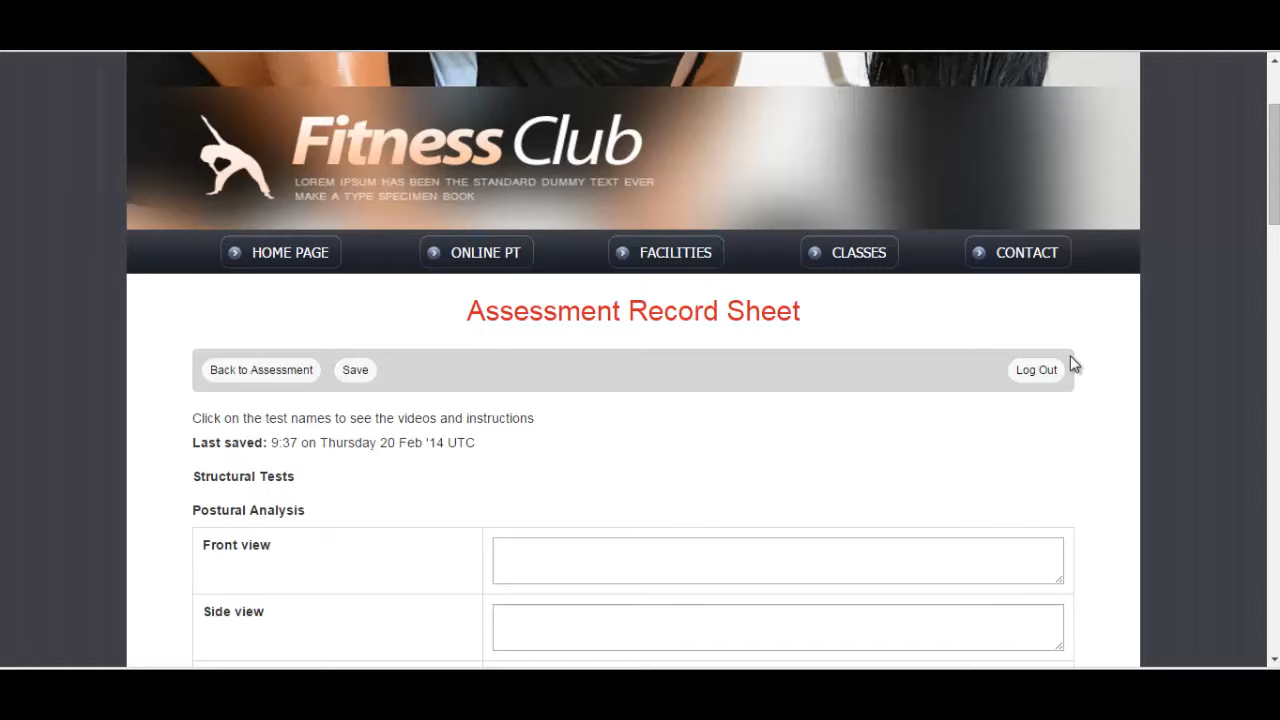 Fitness Club
LOREM IPSUM HAS BEEN THE STANDARD DUMMY TEXT EVER
MAKE A TYPE SPECIMEN BOOK
HOME PAGE ONLINE PT FACILITIES CLASSES CONTACT
Assessment Record Sheet
Back to Assessment Save Log Out
Click on the test names to see the videos and instructions
Last saved: 9:37 on Thursday 20 Feb '14 UTC
Structural Tests
Postural Analysis
Front view
Side view